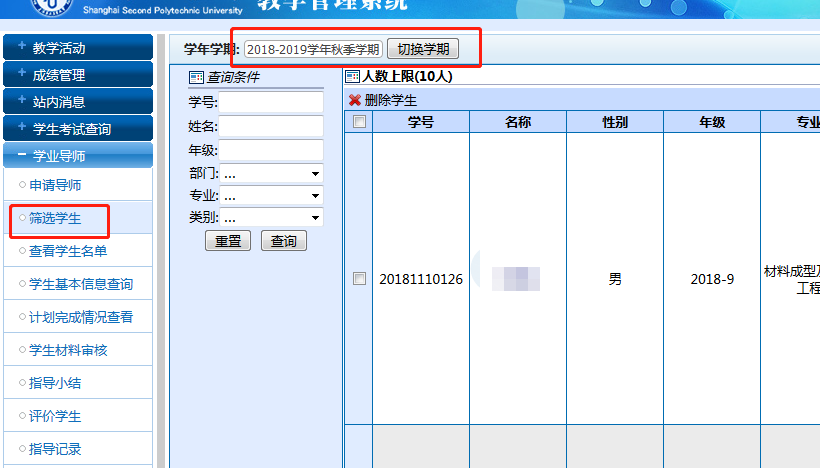 教学管理系统
Shanghai Second Polytechnic University
教学活动
成绩管理
站内消息
学生考试查询
学业导师
申请导师
筛选学生
查看学生名单
学生基本信息查询
计划完成情况查看
学生材料审核
指导小结
评价学生
指导记录
学年学期: 2018-2019学年秋季学期 切换学期
查询条件
学号:
姓名:
年级:
部门: ...
专业: ...
类别: ...
重置 查询
人数上限(10人)
删除学生
学号 名称 性别 年级 专业
20181110126 男 2018-9 材料成型及
工程